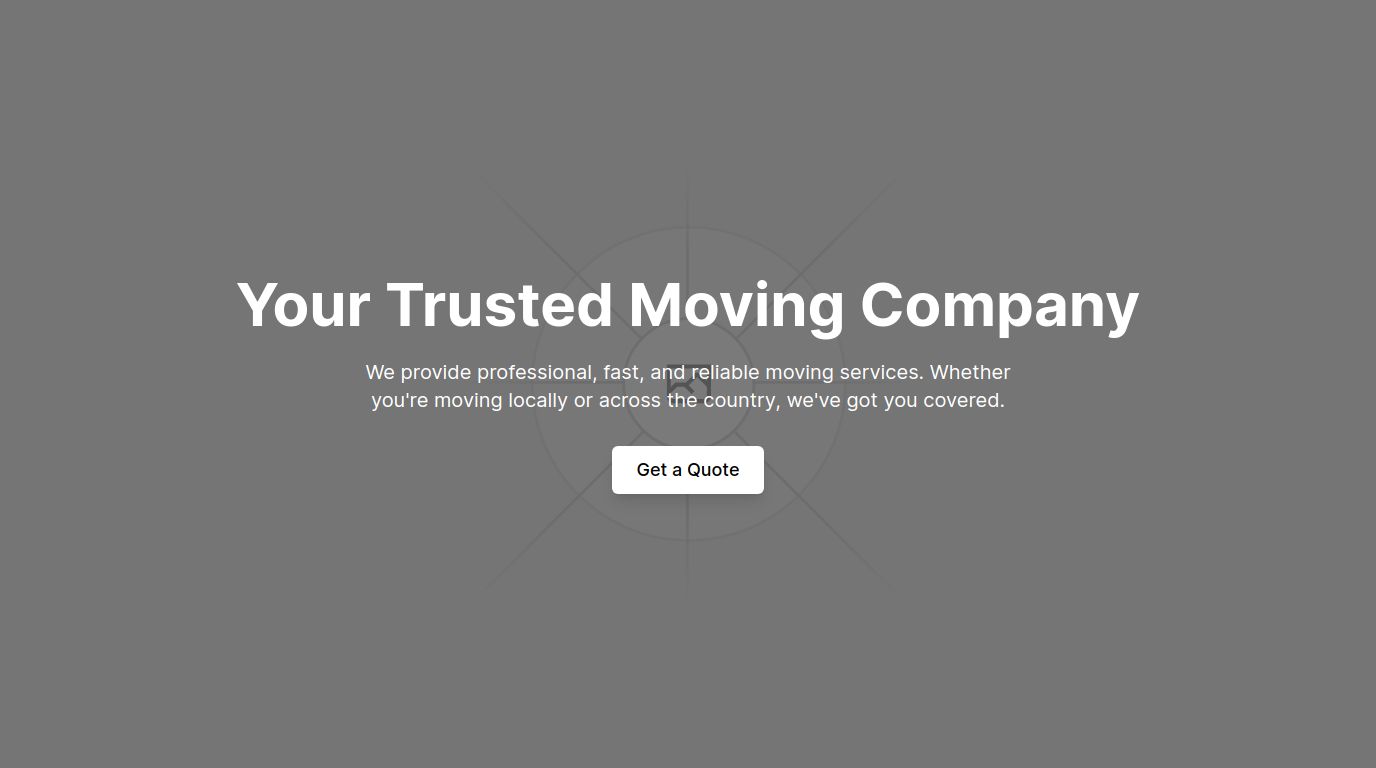 Your Trusted Moving Company
We provide professional, fast, and reliable moving services. Whether
you're moving locally or across the country, we've got you covered.
Get a Quote